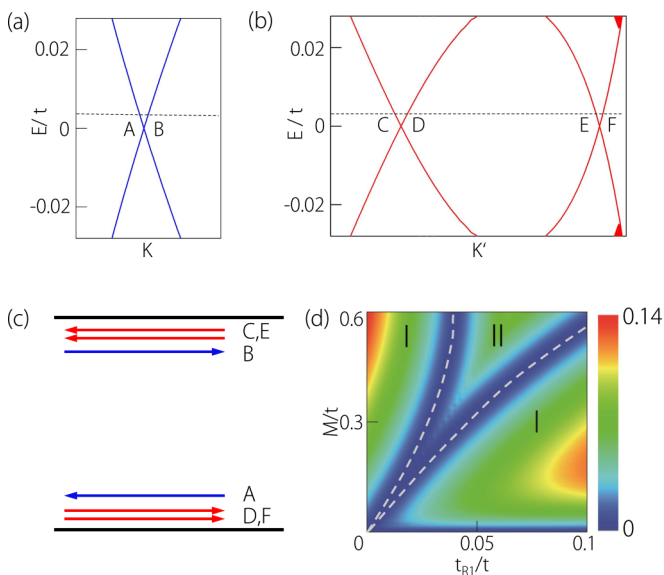 (a)
0.02
E/ t
0
-0.02
A
B
K
(b)
0.02
E/ t
0
-0.02
C
D
E
F
K‘
(c)
C,E
B
A
D,F
(d)
0.6
M/t
0.3
0
0.05
0.1
t_R1/t
I
II
I
0.14
0